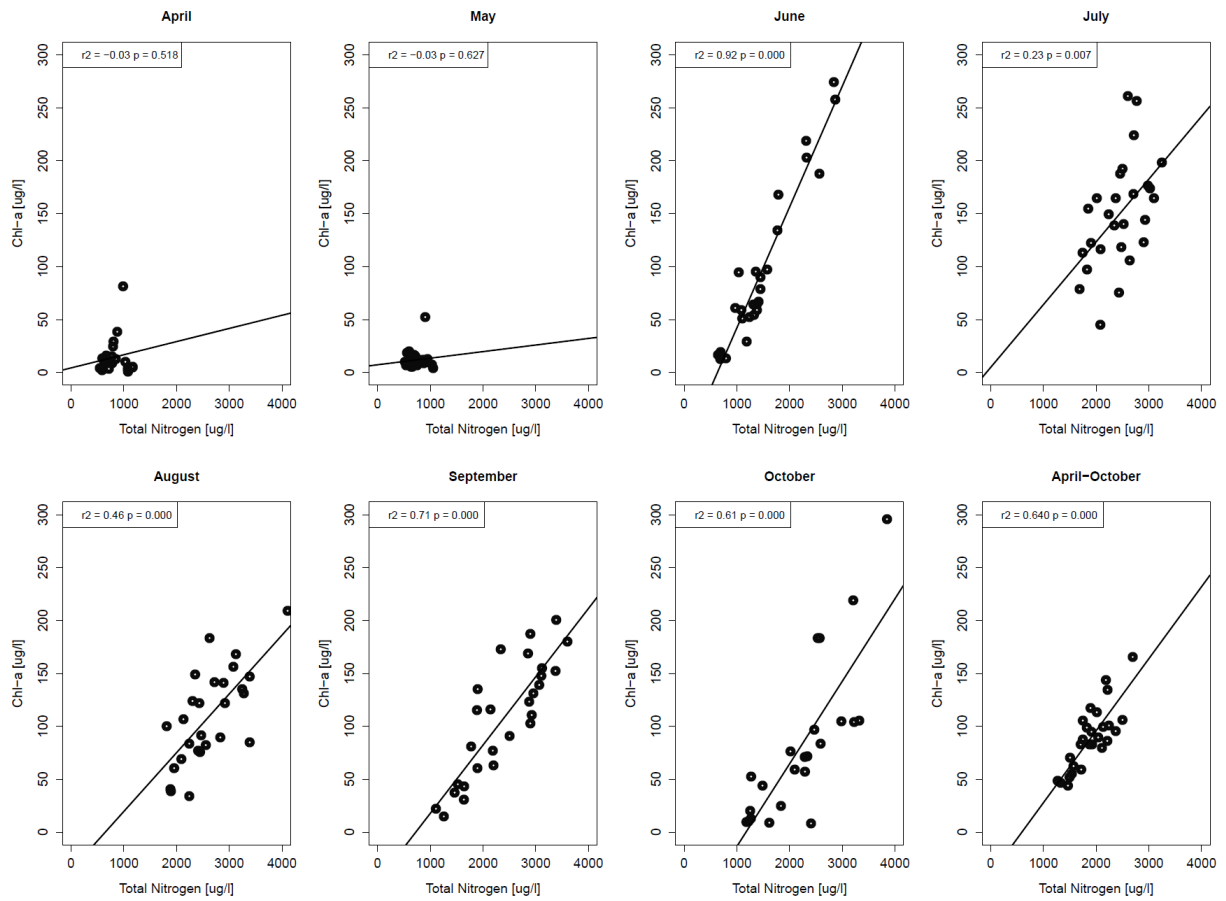 April
r2 = −0.03 p = 0.518
Chl−a [ug/l]
0 50 100 150 200 250 300
0 1000 2000 3000 4000
Total Nitrogen [ug/l]
May
r2 = −0.03 p = 0.627
Chl−a [ug/l]
0 50 100 150 200 250 300
0 1000 2000 3000 4000
Total Nitrogen [ug/l]
June
r2 = 0.92 p = 0.000
Chl−a [ug/l]
0 50 100 150 200 250 300
0 1000 2000 3000 4000
Total Nitrogen [ug/l]
July
r2 = 0.23 p = 0.007
Chl−a [ug/l]
0 50 100 150 200 250 300
0 1000 2000 3000 4000
Total Nitrogen [ug/l]
August
r2 = 0.46 p = 0.000
Chl−a [ug/l]
0 50 100 150 200 250 300
0 1000 2000 3000 4000
Total Nitrogen [ug/l]
September
r2 = 0.71 p = 0.000
Chl−a [ug/l]
0 50 100 150 200 250 300
0 1000 2000 3000 4000
Total Nitrogen [ug/l]
October
r2 = 0.61 p = 0.000
Chl−a [ug/l]
0 50 100 150 200 250 300
0 1000 2000 3000 4000
Total Nitrogen [ug/l]
April−October
r2 = 0.640 p = 0.000
Chl−a [ug/l]
0 50 100 150 200 250 300
0 1000 2000 3000 4000
Total Nitrogen [ug/l]